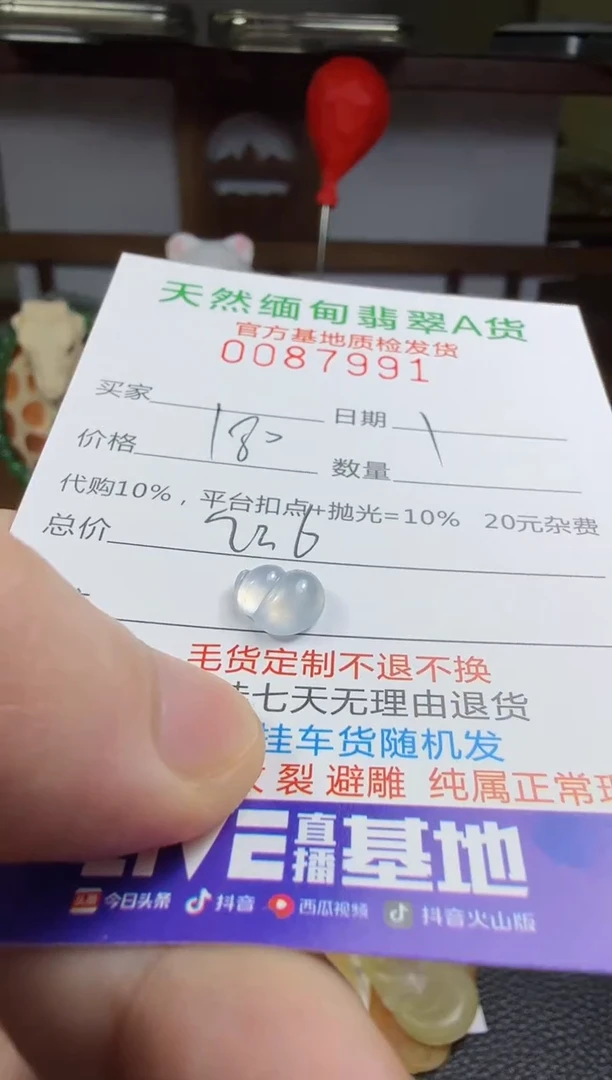 天然缅甸翡翠A货
官方基地质检发货
0087991
买家 日期
价格 180 数量
代购10%，平台扣点+抛光=10% 20元杂费
总价 226
毛货定制不退不换
七天无理由退货
挂车货随机发
裂 避雕 纯属正常
LIVE 直播 基地
今日头条 抖音 西瓜视频 抖音火山版